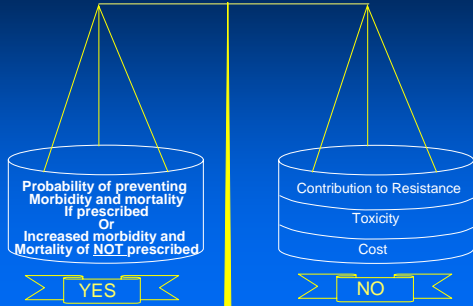 Probability of preventing
Morbidity and mortality
If prescribed
Or
Increased morbidity and
Mortality of NOT prescribed
YES
Contribution to Resistance
Toxicity
Cost
NO